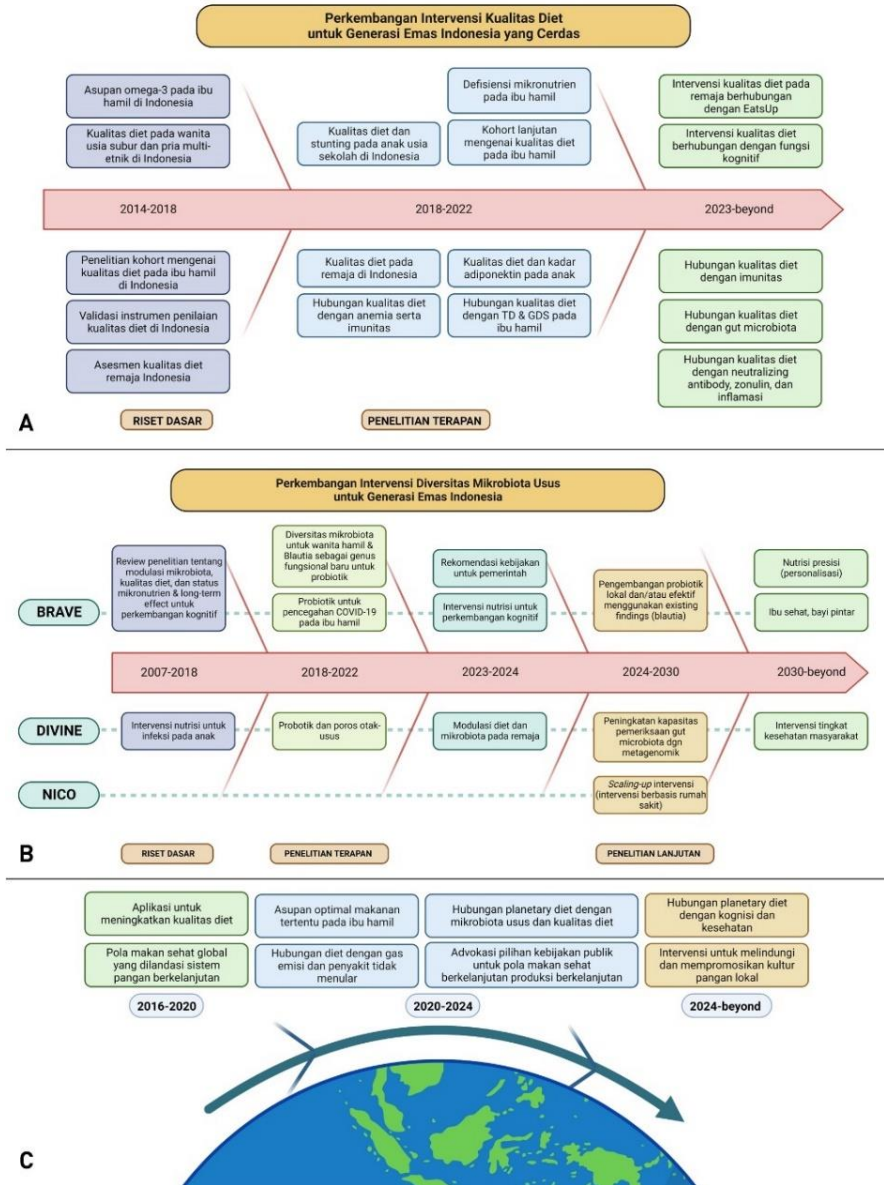 Perkembangan Intervensi Kualitas Diet
untuk Generasi Emas Indonesia yang Cerdas
Asupan omega-3 pada ibu
hamil di Indonesia
Kualitas diet pada wanita
usia subur dan pria multi-
etnik di Indonesia
Kualitas diet dan
stunting pada anak usia
sekolah di Indonesia
Defisiensi mikronutrien
pada ibu hamil
Kohort lanjutan
mengenai kualitas diet
pada ibu hamil
Intervensi kualitas diet pada
remaja berhubungan
dengan EatsUp
Intervensi kualitas diet
berhubungan dengan fungsi
kognitif
2014-2018
2018-2022
2023-beyond
Penelitian kohort mengenai
kualitas diet pada ibu hamil
di Indonesia
Validasi instrumen penilaian
kualitas diet di Indonesia
Asesmen kualitas diet
remaja Indonesia
Kualitas diet pada
remaja di Indonesia
Hubungan kualitas diet
dengan anemia serta
imunitas
Kualitas diet dan kadar
adiponektin pada anak
Hubungan kualitas diet
dengan TD & GDS pada
ibu hamil
Hubungan kualitas diet
dengan imunitas
Hubungan kualitas diet
dengan gut microbiota
Hubungan kualitas diet
dengan neutralizing
antibody, zonulin, dan
inflamasi
A
RISET DASAR
PENELITIAN TERAPAN
Perkembangan Intervensi Diversitas Mikrobiota Usus
untuk Generasi Emas Indonesia
BRAVE
Review penelitian tentang
modulasi mikrobiota,
kualitas diet, dan status
mikronutrien & long-term
effect untuk
perkembangan kognitif
Diversitas mikrobiota
untuk wanita hamil &
Blautia sebagai genus
fungsional baru untuk
probiotik
Probiotik untuk
pencegahan COVID-19
pada ibu hamil
Rekomendasi kebijakan
untuk pemerintah
Intervensi nutrisi untuk
perkembangan kognitif
Pengembangan probiotik
lokal dan/atau efektif
menggunakan existing
findings (blautia)
Nutrisi presisi
(personalisasi)
Ibu sehat, bayi pintar
2007-2018
2018-2022
2023-2024
2024-2030
2030-beyond
DIVINE
Intervensi nutrisi untuk
infeksi pada anak
Probotik dan poros otak-
usus
Modulasi diet dan
mikrobiota pada remaja
Peningkatan kapasitas
pemeriksaan gut
microbiota dgn
metagenomik
Intervensi tingkat
kesehatan masyarakat
NICO
Scaling-up intervensi
(intervensi berbasis rumah
sakit)
B
RISET DASAR
PENELITIAN TERAPAN
PENELITIAN LANJUTAN
Aplikasi untuk
meningkatkan kualitas diet
Asupan optimal makanan
tertentu pada ibu hamil
Hubungan planetary diet dengan
mikrobiota usus dan kualitas diet
Hubungan planetary diet
dengan kognisi dan
kesehatan
Pola makan sehat global
yang dilandasi sistem
pangan berkelanjutan
Hubungan diet dengan gas
emisi dan penyakit tidak
menular
Advokasi pilihan kebijakan publik
untuk pola makan sehat
berkelanjutan produksi berkelanjutan
Intervensi untuk melindungi
dan mempromosikan kultur
pangan lokal
2016-2020
2020-2024
2024-beyond
C